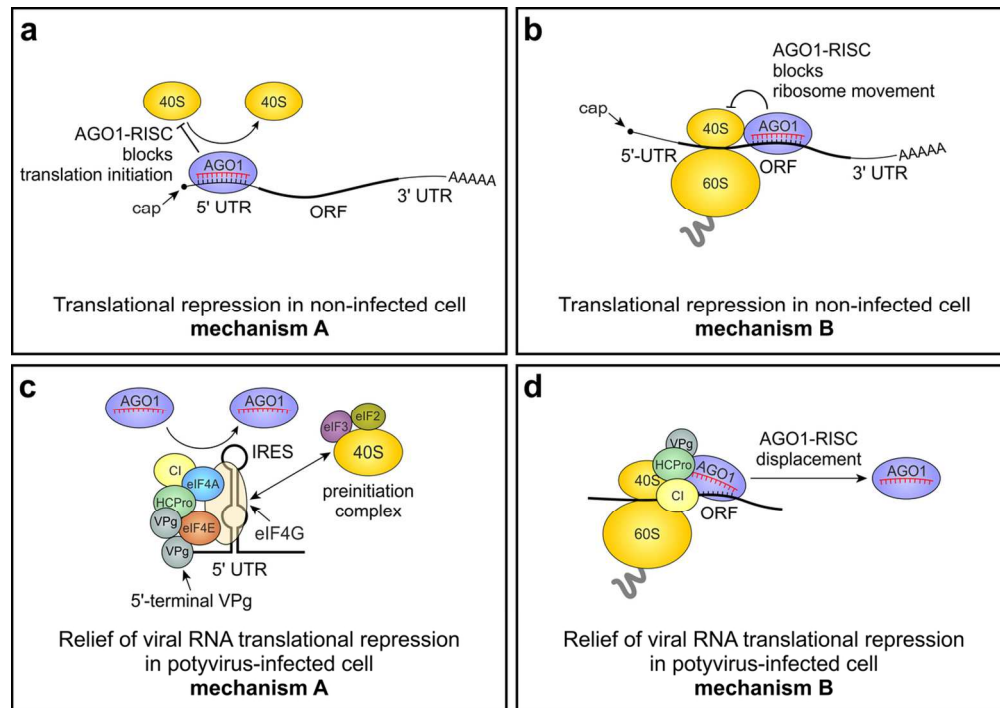 a
40S
40S
AGO1-RISC
blocks
translation initiation
AGO1
cap
5' UTR
ORF
3' UTR
AAAAA
Translational repression in non-infected cell
mechanism A
b
AGO1-RISC
blocks
ribosome movement
cap
5'-UTR
40S
AGO1
ORF
60S
3' UTR
AAAAA
Translational repression in non-infected cell
mechanism B
c
AGO1
AGO1
IRES
eIF3
eIF2
40S
preinitiation
complex
CI
eIF4A
HCPro
VPg
eIF4E
VPg
eIF4G
5' UTR
5'-terminal VPg
Relief of viral RNA translational repression
in potyvirus-infected cell
mechanism A
d
VPg
HCPro
40S
AGO1
CI
ORF
60S
AGO1-RISC
displacement
AGO1
Relief of viral RNA translational repression
in potyvirus-infected cell
mechanism B